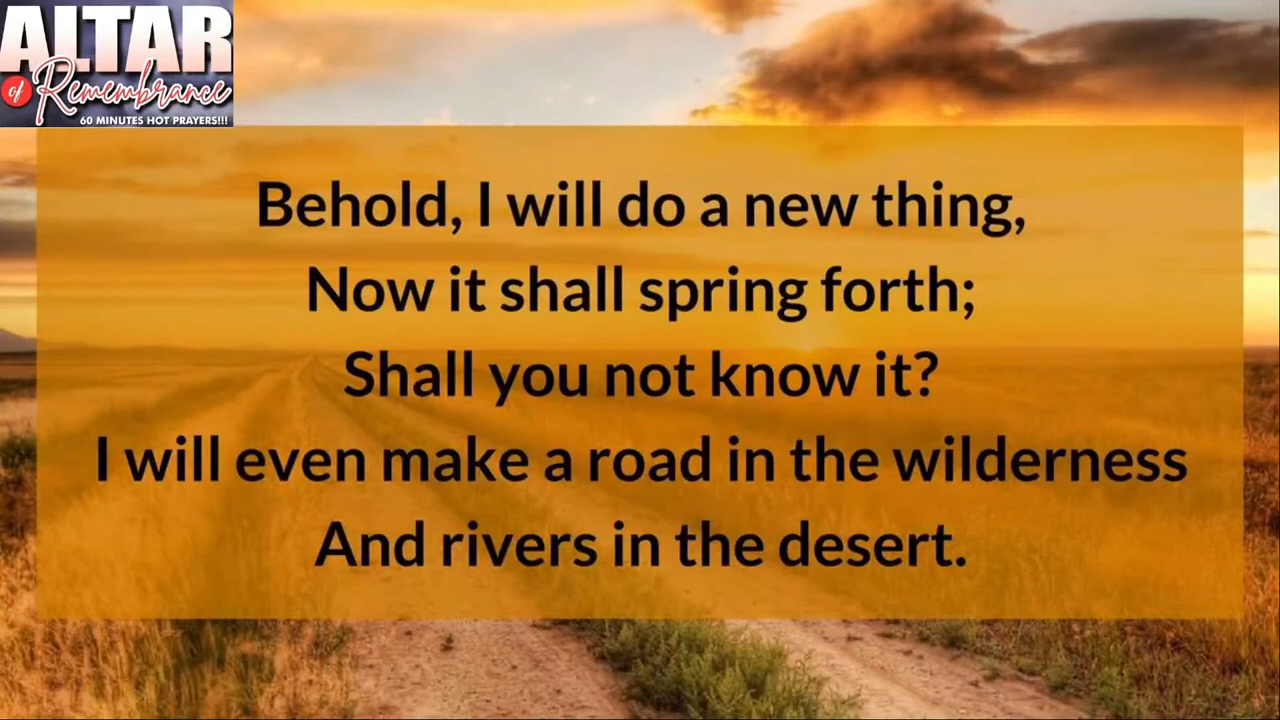 ALTAR
of Remembrance
60 MINUTES HOT PRAYERS!!!
Behold, I will do a new thing,
Now it shall spring forth;
Shall you not know it?
I will even make a road in the wilderness
And rivers in the desert.